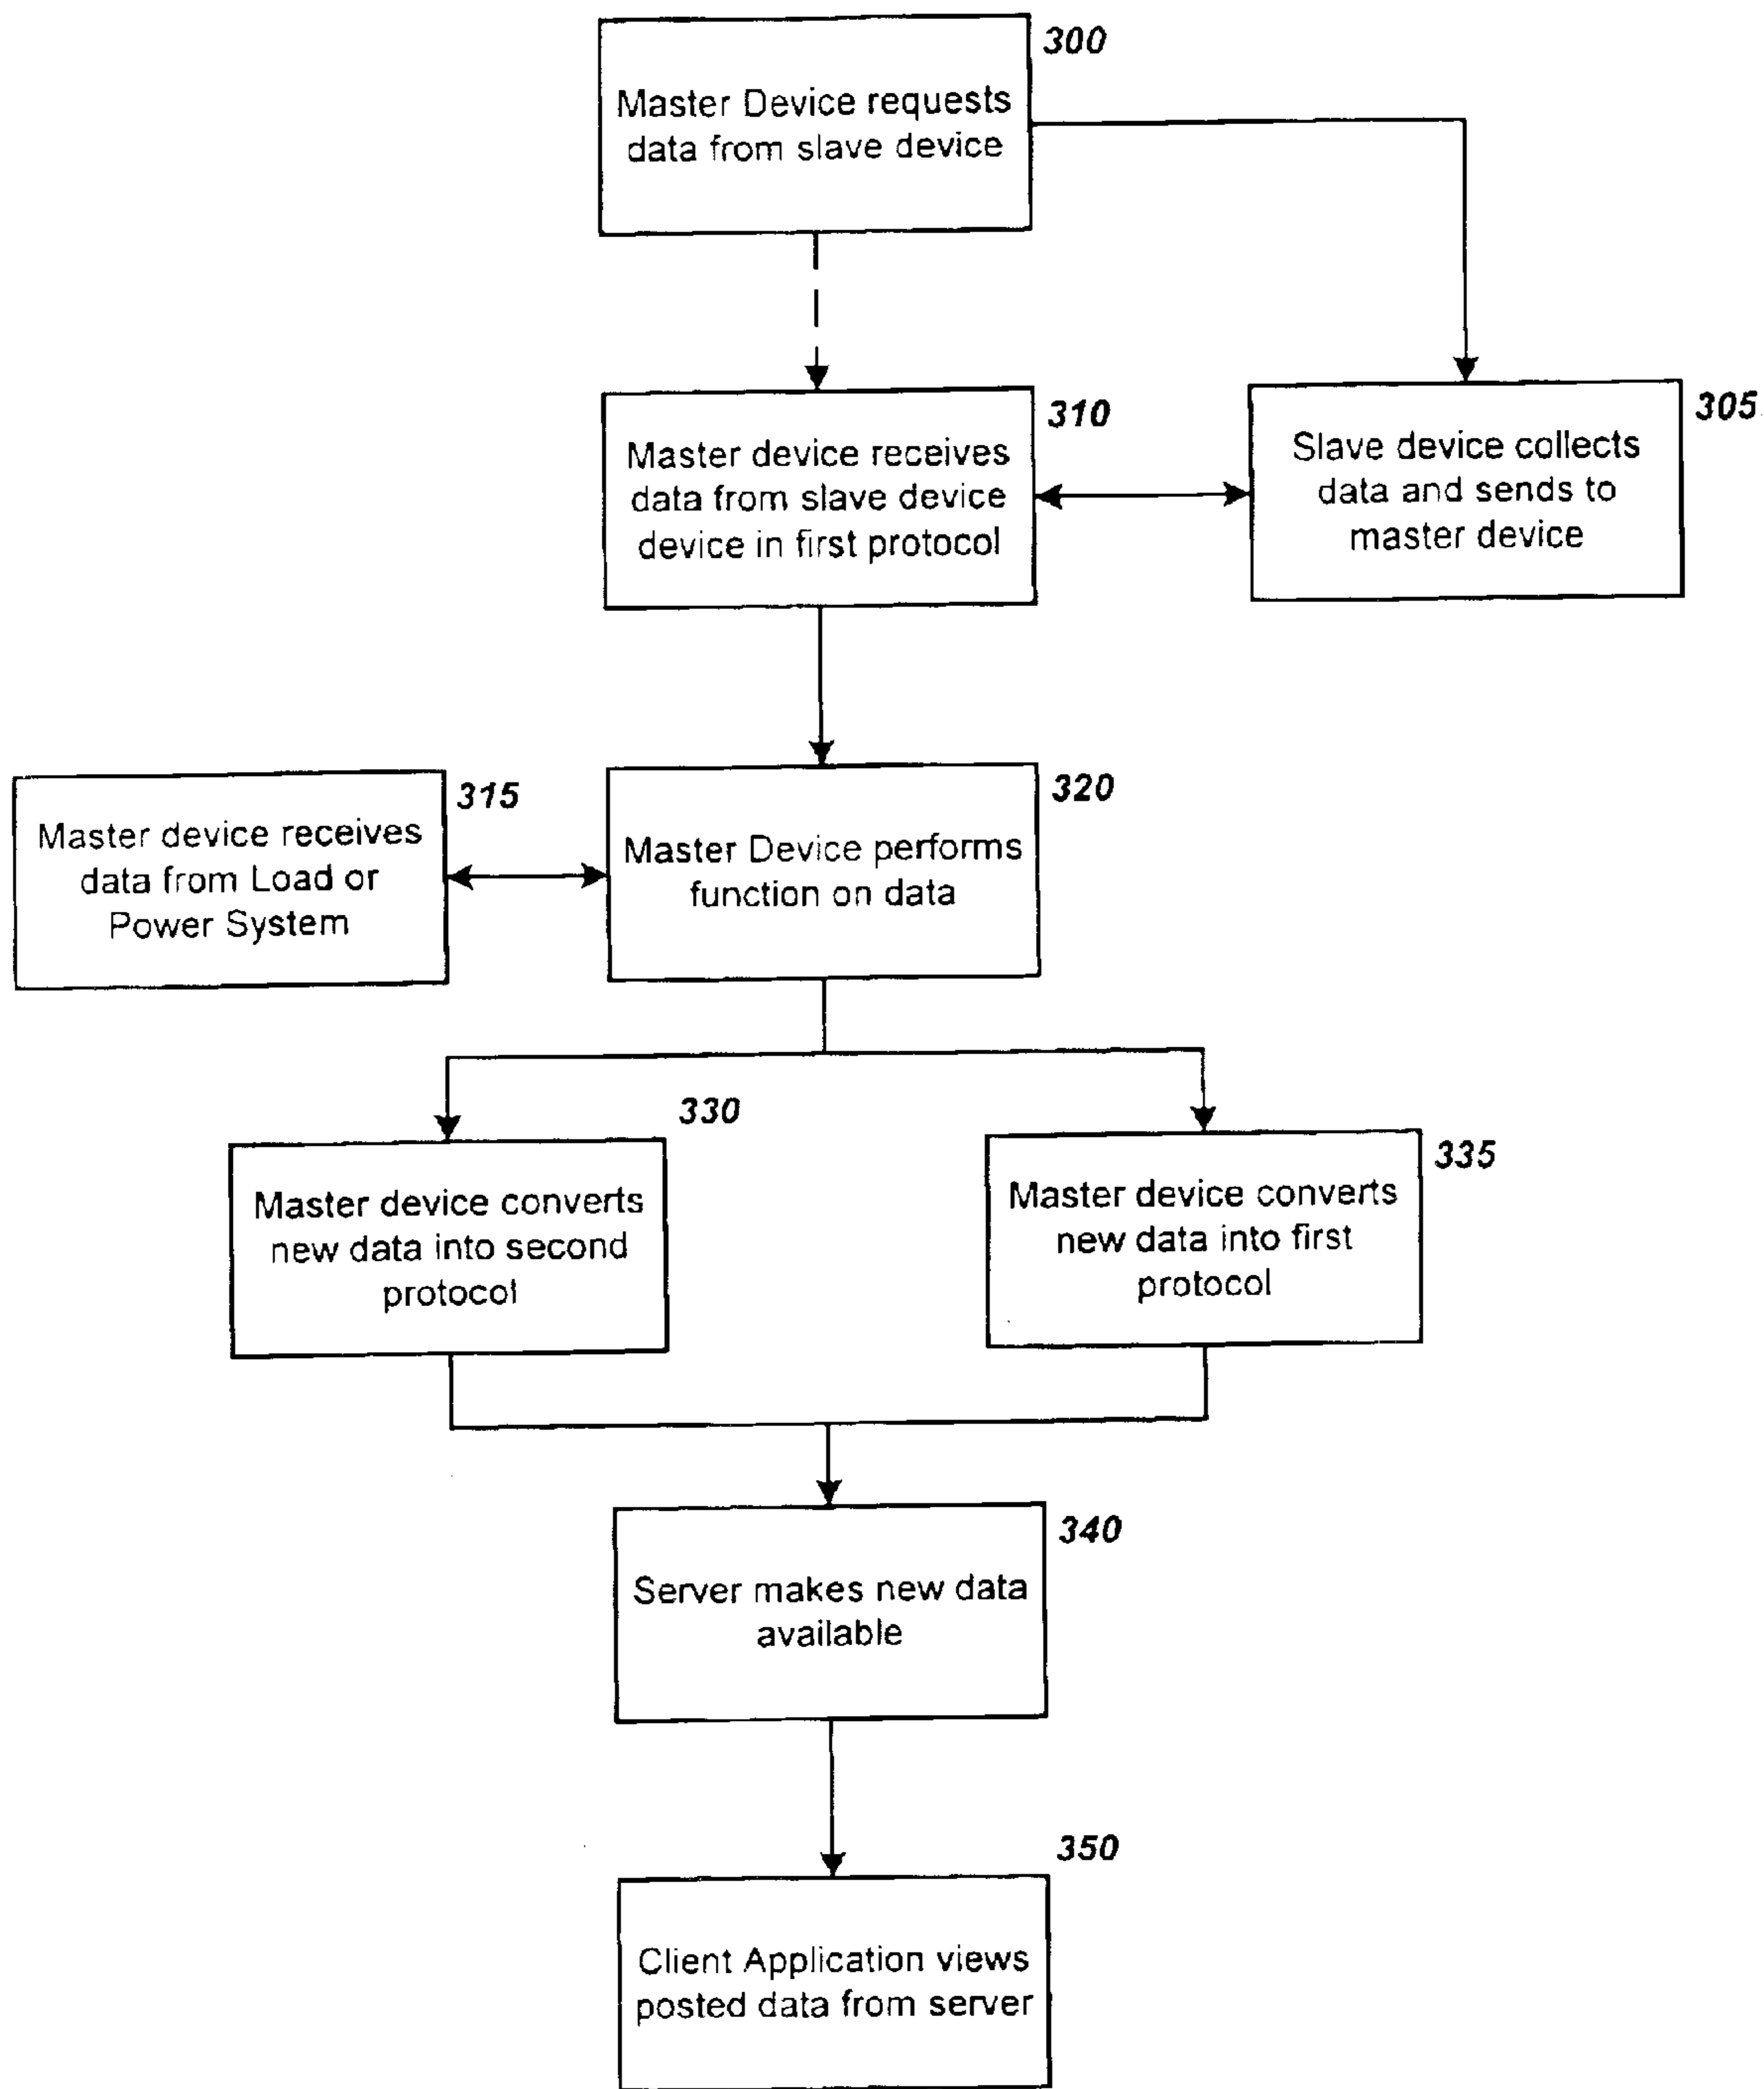 300
Master Device requests
data from slave device
310
Master device receives
data from slave device
device in first protocol
305
Slave device collects
data and sends to
master device
315
Master device receives
data from Load or
Power System
320
Master Device performs
function on data
330
Master device converts
new data into second
protocol
335
Master device converts
new data into first
protocol
340
Server makes new data
available
350
Client Application views
posted data from server